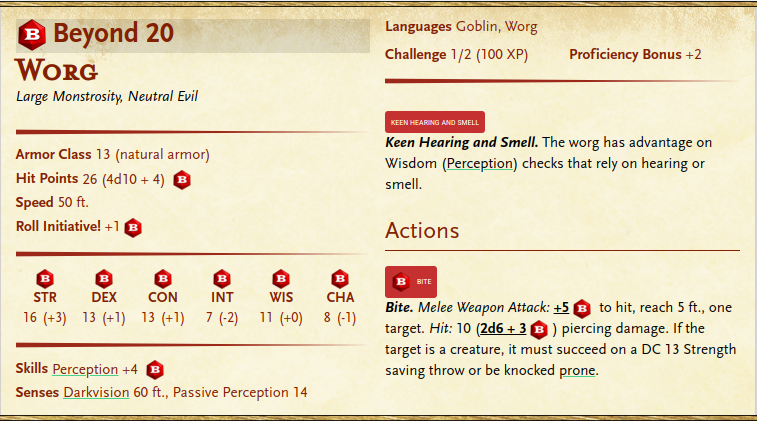 B Beyond 20
Worg
Large Monstrosity, Neutral Evil
Armor Class 13 (natural armor)
Hit Points 26 (4d10 + 4) B
Speed 50 ft.
Roll Initiative! +1 B
B B B B B B
STR DEX CON INT WIS CHA
16 (+3) 13 (+1) 13 (+1) 7 (-2) 11 (+0) 8 (-1)
Skills Perception +4 B
Senses Darkvision 60 ft., Passive Perception 14
Languages Goblin, Worg
Challenge 1/2 (100 XP) Proficiency Bonus +2
KEEN HEARING AND SMELL
Keen Hearing and Smell. The worg has advantage on
Wisdom (Perception) checks that rely on hearing or
smell.
Actions
B BITE
Bite. Melee Weapon Attack: +5 B to hit, reach 5 ft., one
target. Hit: 10 (2d6 + 3 B ) piercing damage. If the
target is a creature, it must succeed on a DC 13 Strength
saving throw or be knocked prone.